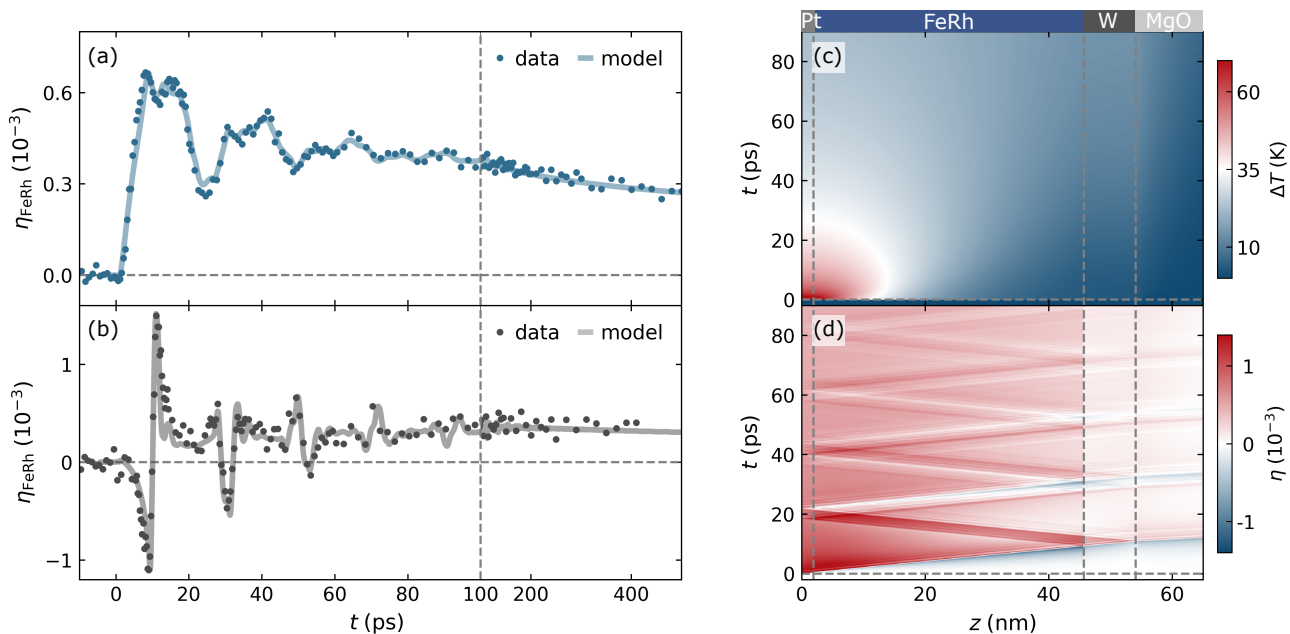 (a)
data
model
η_FeRh (10⁻³)
0.6
0.3
0.0
(b)
data
model
η_FeRh (10⁻³)
1
0
−1
0 20 40 60 80 100 200 400
t (ps)
Pt FeRh W MgO
(c)
t (ps)
80
60
40
20
0
60
35
10
ΔT (K)
(d)
t (ps)
80
60
40
20
0
0 20 40 60
z (nm)
1
0
-1
η (10⁻³)